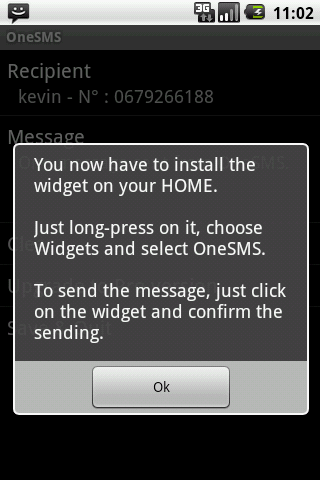 3G 11:02
OneSMS
Recipient
kevin - N° : 0679266188
Message
You now have to install the
widget on your HOME.
Just long-press on it, choose
Widgets and select OneSMS.
To send the message, just click
on the widget and confirm the
sending.
Ok